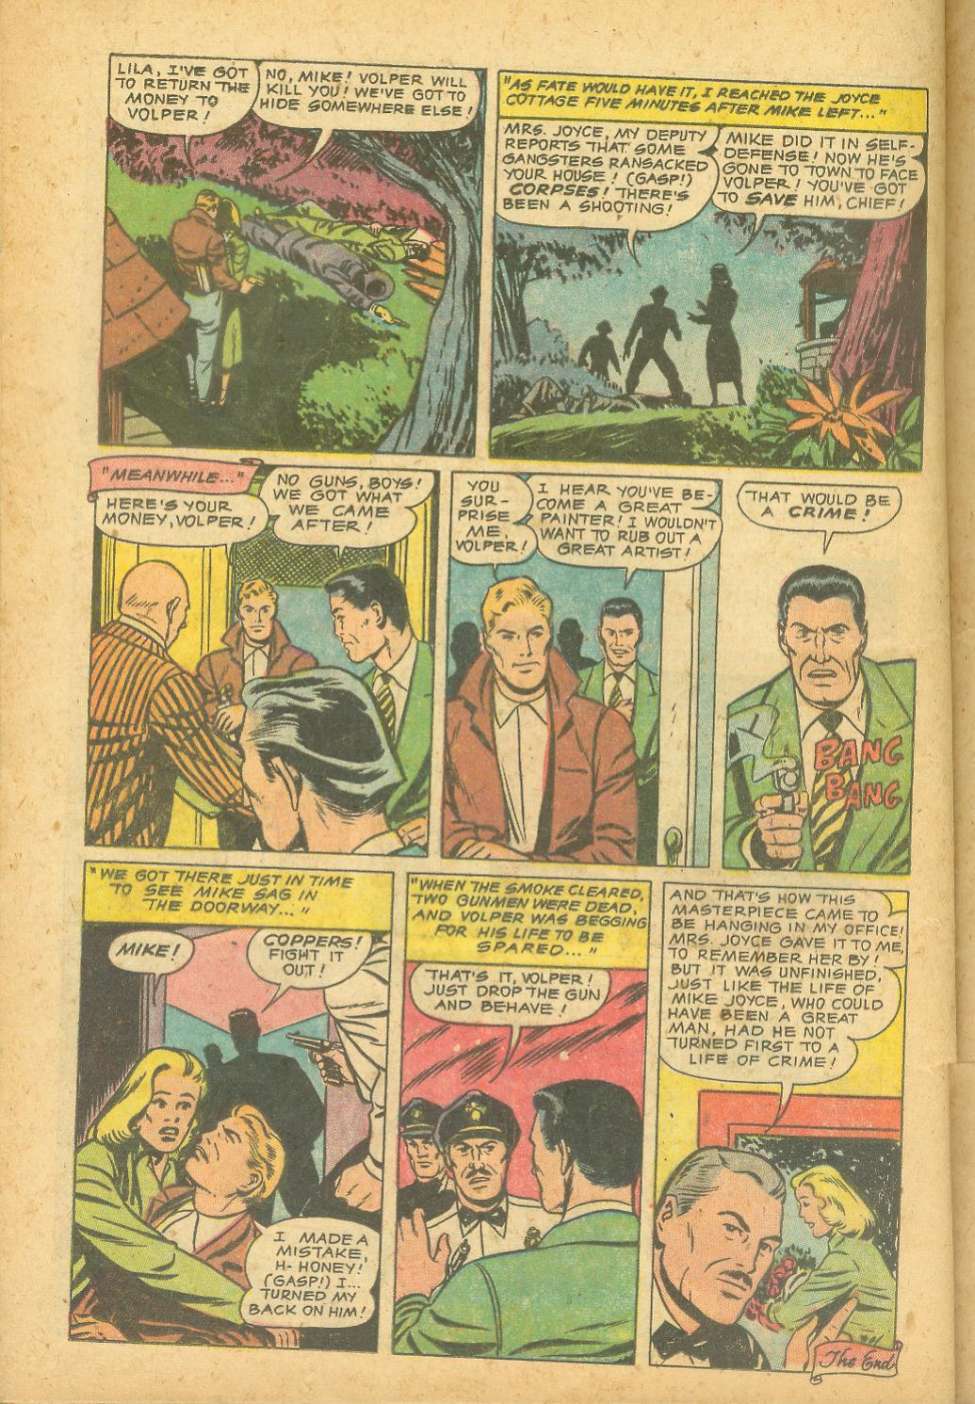 LILA, I'VE GOT
TO RETURN THE
MONEY TO
VOLPER!
NO, MIKE! VOLPER WILL
KILL YOU! WE'VE GOT TO
HIDE SOMEWHERE ELSE!
"AS FATE WOULD HAVE IT, I REACHED THE JOYCE
COTTAGE FIVE MINUTES AFTER MIKE LEFT..."
MRS. JOYCE, MY DEPUTY
REPORTS THAT SOME
GANGSTERS RANSACKED
YOUR HOUSE! (GASP!)
CORPSES! THERE'S
BEEN A SHOOTING!
MIKE DID IT IN SELF-
DEFENSE! NOW HE'S
GONE TO TOWN TO FACE
VOLPER! YOU'VE GOT
TO SAVE HIM, CHIEF!
"MEANWHILE..."
HERE'S YOUR
MONEY, VOLPER!
NO GUNS, BOYS!
WE GOT WHAT
WE CAME
AFTER!
YOU
SUR-
PRISE
ME,
VOLPER!
I HEAR YOU'VE BE-
COME A GREAT
PAINTER! I WOULDN'T
WANT TO RUB OUT A
GREAT ARTIST!
THAT WOULD BE
A CRIME!
BANG
BANG
"WE GOT THERE JUST IN TIME
TO SEE MIKE SAG IN
THE DOORWAY..."
MIKE!
COPPERS!
FIGHT IT
OUT!
I MADE A
MISTAKE,
H-HONEY!
(GASP!) I...
TURNED MY
BACK ON HIM!
"WHEN THE SMOKE CLEARED,
TWO GUNMEN WERE DEAD,
AND VOLPER WAS BEGGING
FOR HIS LIFE TO BE
SPARED..."
THAT'S IT, VOLPER!
JUST DROP THE GUN
AND BEHAVE!
AND THAT'S HOW THIS
MASTERPIECE CAME TO
BE HANGING IN MY OFFICE!
MRS. JOYCE GAVE IT TO ME,
TO REMEMBER HER BY!
BUT IT WAS UNFINISHED,
JUST LIKE THE LIFE OF
MIKE JOYCE, WHO COULD
HAVE BEEN A GREAT
MAN, HAD HE NOT
TURNED FIRST TO A
LIFE OF CRIME!
The End
5